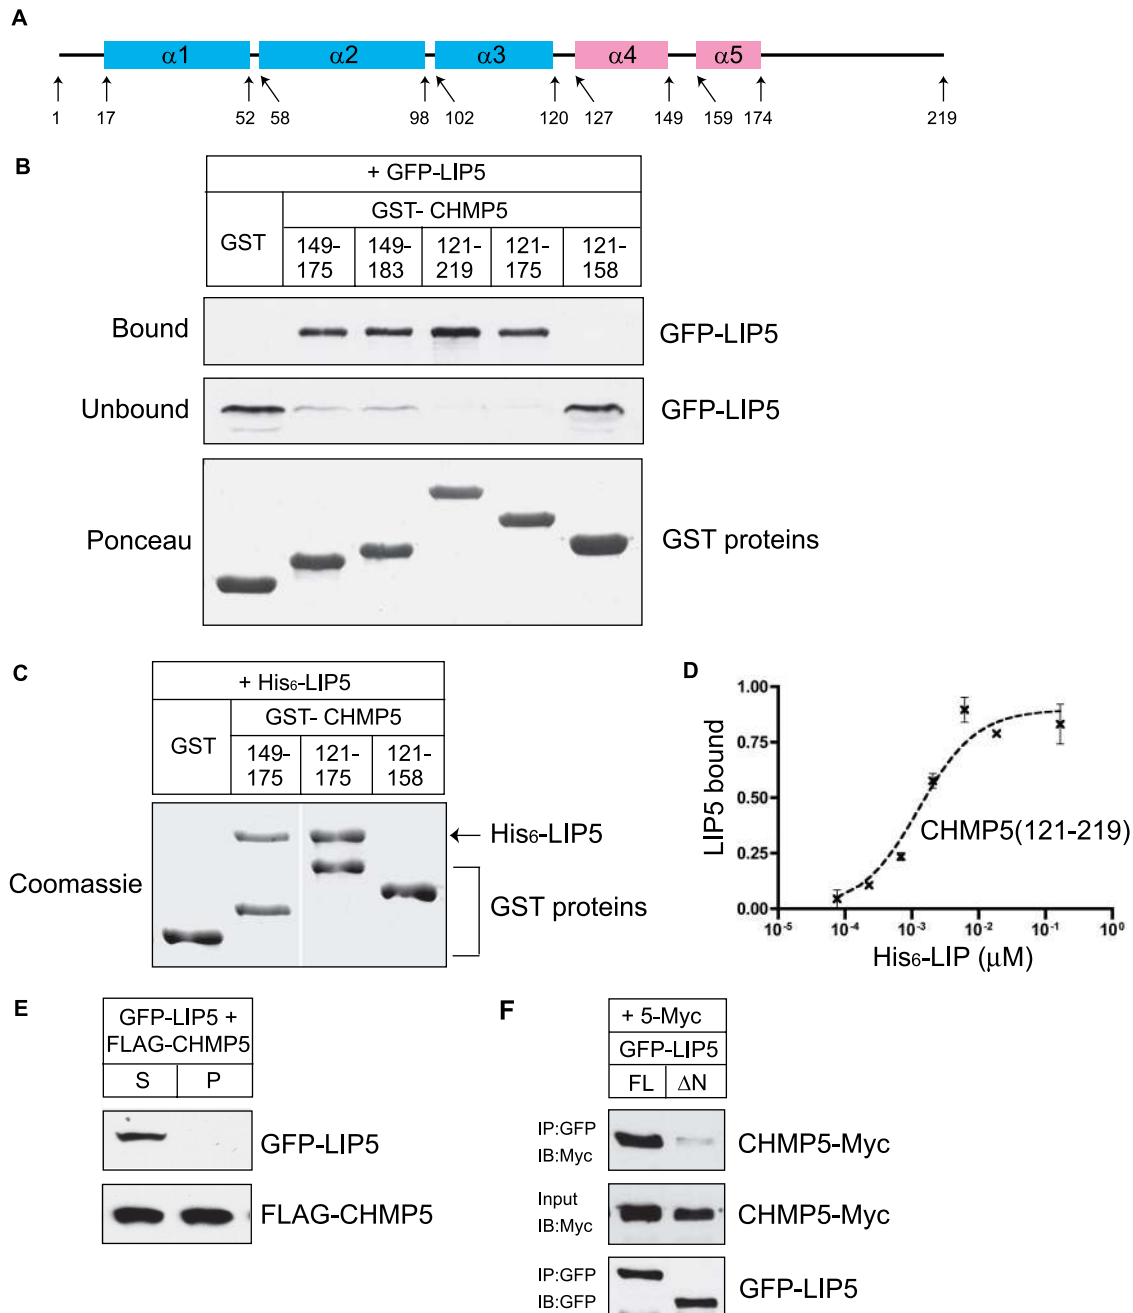 A
α1 α2 α3 α4 α5
1 17 52 58 98 102 120 127 149 159 174 219
B
+ GFP-LIP5
GST- CHMP5
GST
149-175
149-183
121-219
121-175
121-158
Bound
GFP-LIP5
Unbound
GFP-LIP5
Ponceau
GST proteins
C
+ His6-LIP5
GST- CHMP5
GST
149-175
121-175
121-158
His6-LIP5
Coomassie
GST proteins
D
1.00
0.75
0.50
0.25
0.00
LIP5 bound
CHMP5(121-219)
10-5 10-4 10-3 10-2 10-1 100
His6-LIP (μM)
E
GFP-LIP5 +
FLAG-CHMP5
S P
GFP-LIP5
FLAG-CHMP5
F
+ 5-Myc
GFP-LIP5
FL ΔN
IP:GFP
IB:Myc
CHMP5-Myc
Input
IB:Myc
CHMP5-Myc
IP:GFP
IB:GFP
GFP-LIP5